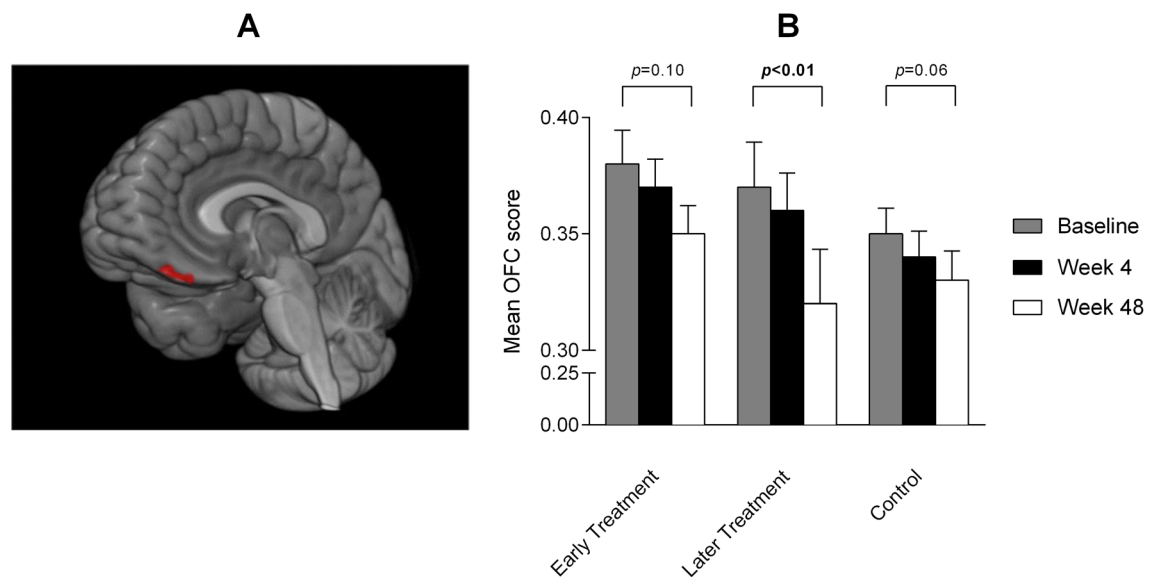 A
B
p=0.10
p<0.01
p=0.06
Mean OFC score
0.40
0.35
0.30
0.25
0.00
Early Treatment
Later Treatment
Control
Baseline
Week 4
Week 48